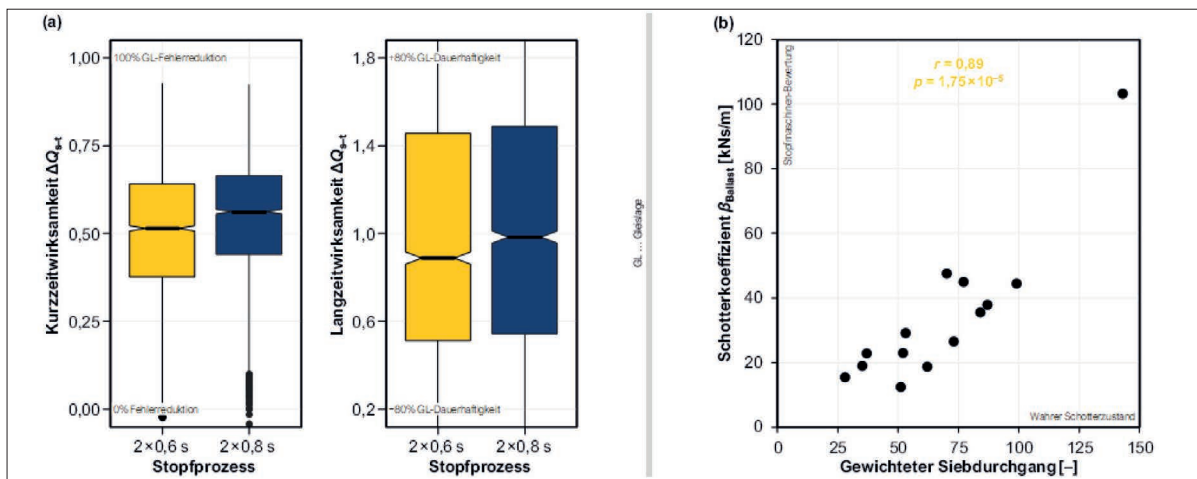 (a)
Kurzzeitwirksamkeit ΔQs–t
1,00
0,75
0,50
0,25
0,00
100% GL-Fehlerreduktion
0% Fehlerreduktion
2×0,6 s
2×0,8 s
Stopfprozess
Langzeitwirksamkeit ΔQs–t
1,8
1,4
1,0
0,6
0,2
+80% GL-Dauerhaftigkeit
−80% GL-Dauerhaftigkeit
2×0,6 s
2×0,8 s
Stopfprozess
GL … Gleislage
(b)
Schotterkoeffizient βBallast [kNs/m]
120
100
80
60
40
20
0
Stopfmaschinen-Bewertung
r = 0,89
p = 1,75×10⁻⁵
Wahrer Schotterzustand
0
25
50
75
100
125
150
Gewichteter Siebdurchgang [–]